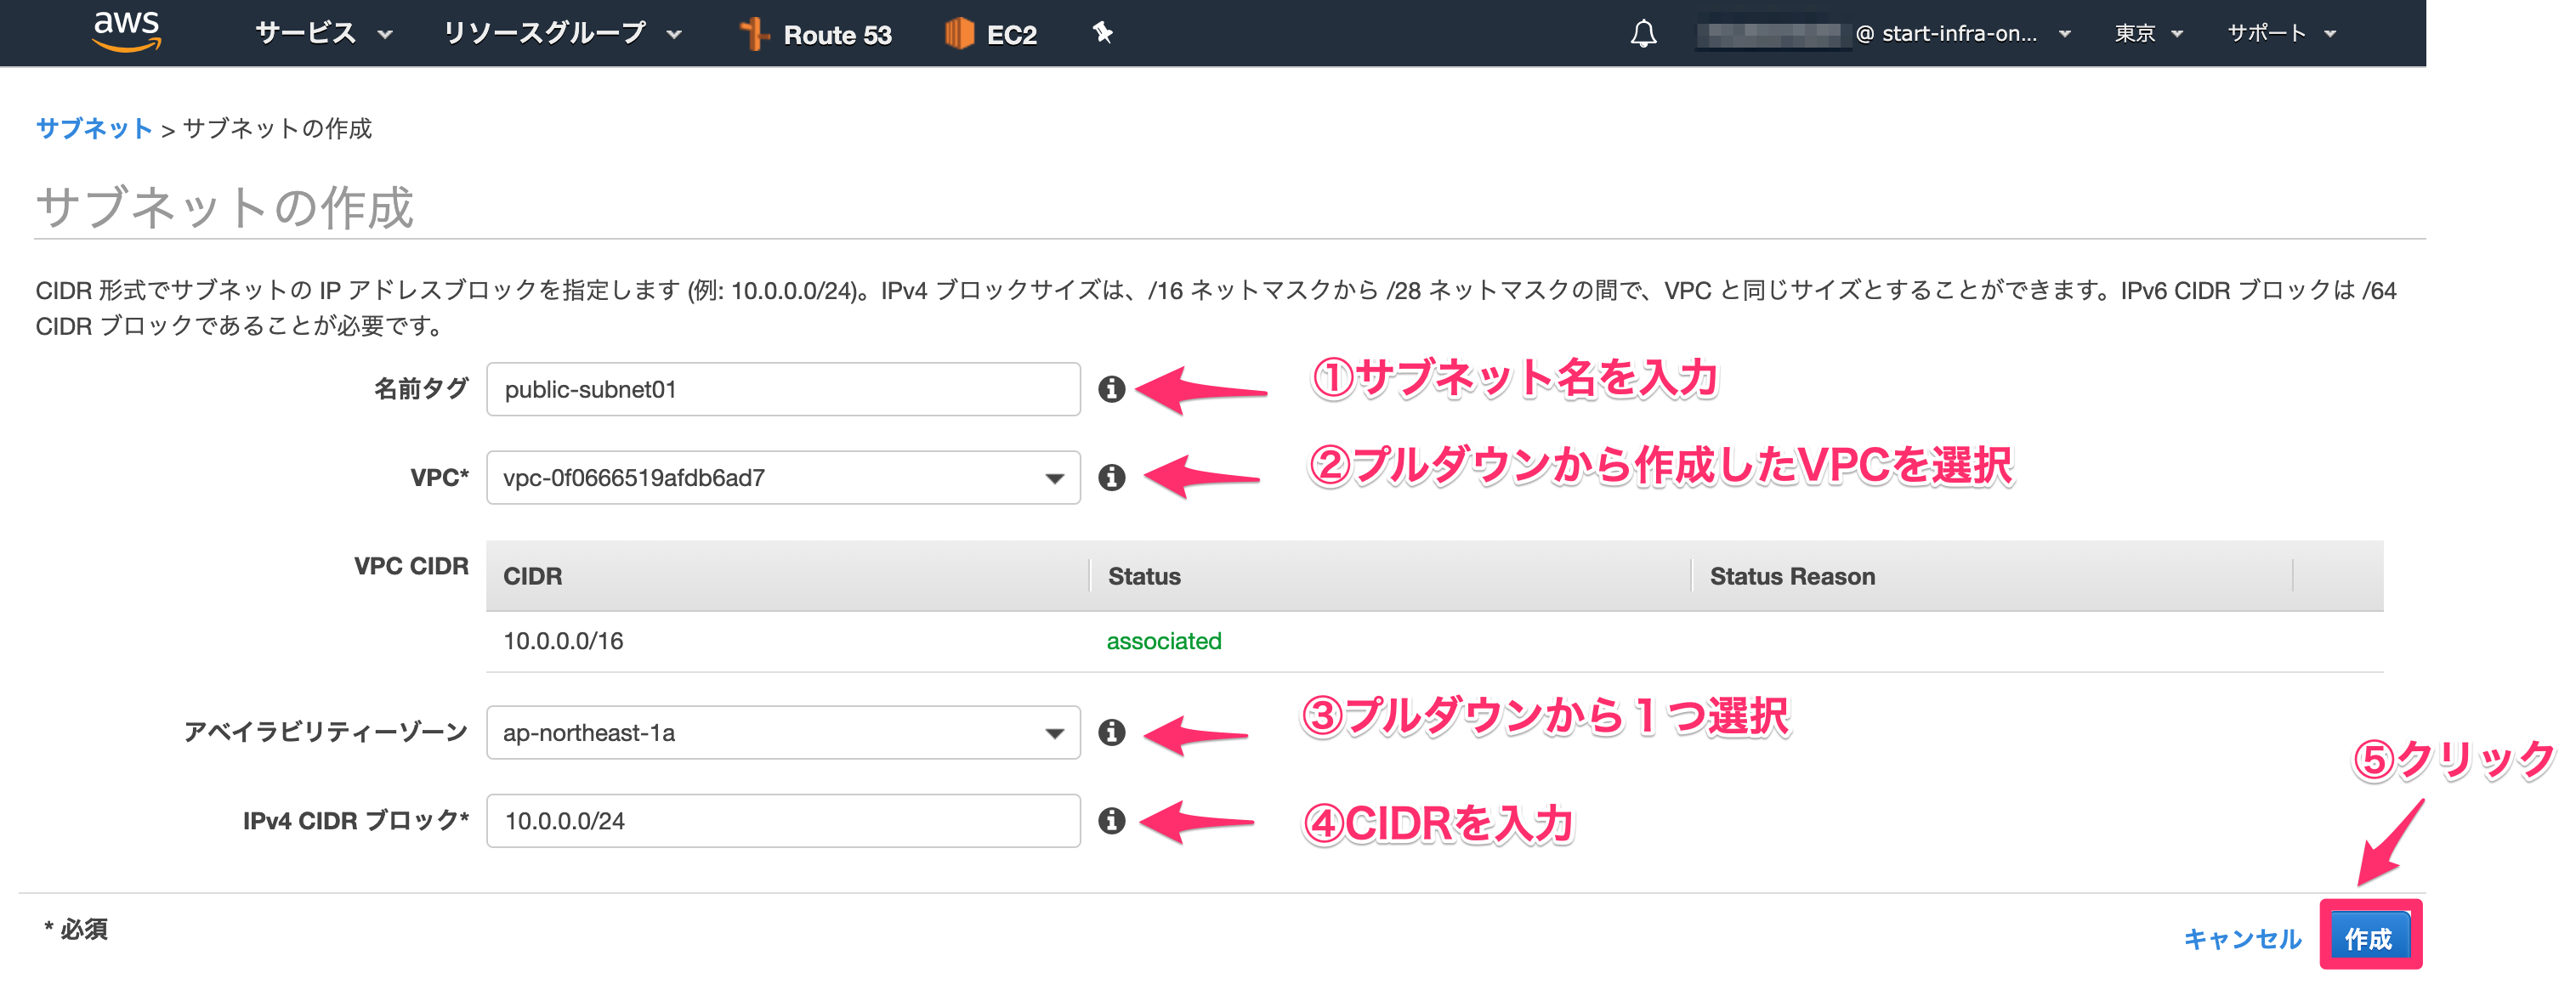 aws サービス リソースグループ Route 53 EC2 @ start-infra-on... 東京 サポート
サブネット > サブネットの作成
サブネットの作成
CIDR 形式でサブネットの IP アドレスブロックを指定します (例: 10.0.0.0/24)。IPv4 ブロックサイズは、/16 ネットマスクから /28 ネットマスクの間で、VPC と同じサイズとすることができます。IPv6 CIDR ブロックは /64
CIDR ブロックであることが必要です。
名前タグ public-subnet01 ①サブネット名を入力
VPC* vpc-0f0666519afdb6ad7 ②プルダウンから作成したVPCを選択
VPC CIDR CIDR Status Status Reason
10.0.0.0/16 associated
アベイラビリティーゾーン ap-northeast-1a ③プルダウンから１つ選択
IPv4 CIDR ブロック* 10.0.0.0/24 ④CIDRを入力
⑤クリック
* 必須 キャンセル 作成